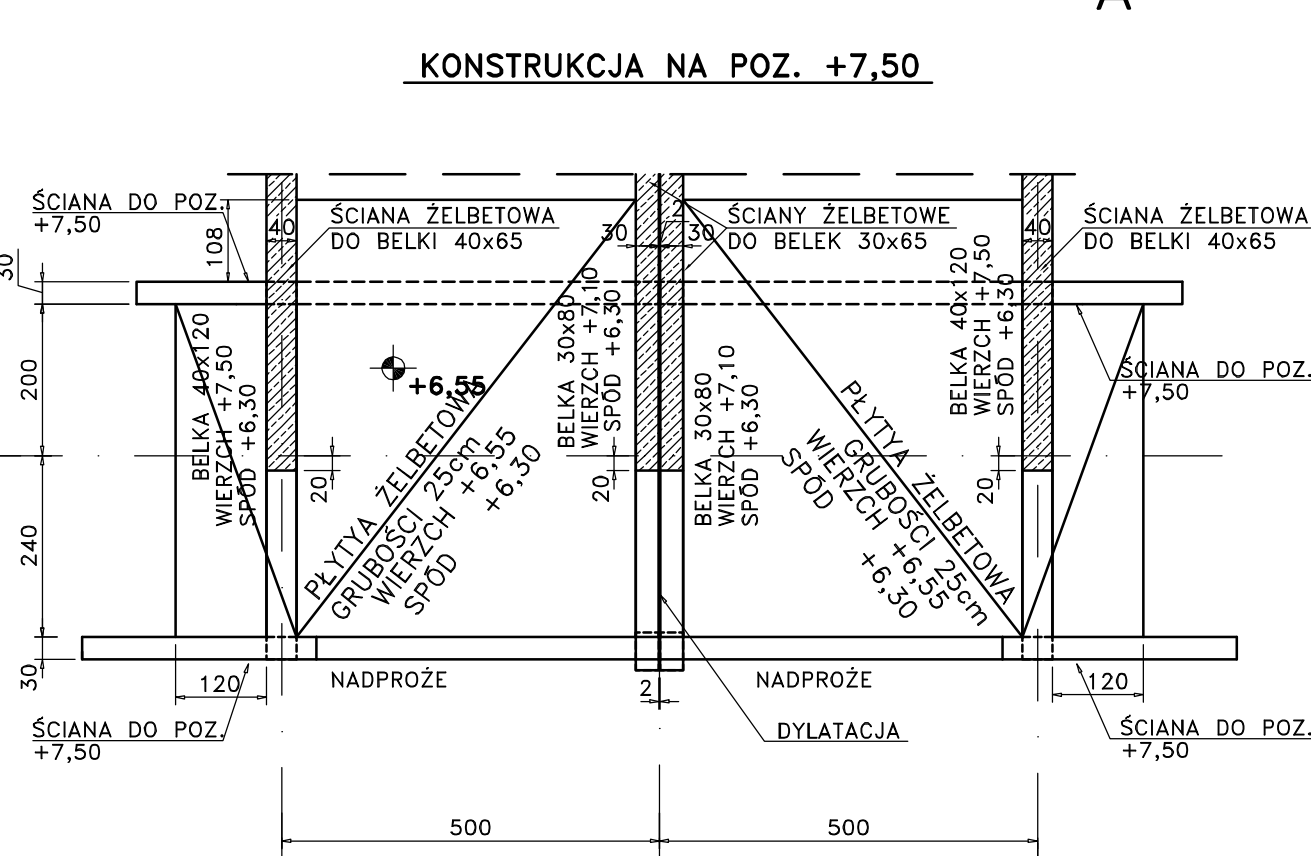 A
KONSTRUKCJA NA POZ. +7,50
ŚCIANA DO POZ.
+7,50
108
40
ŚCIANA ŻELBETOWA
DO BELKI 40x65
30
2
30
ŚCIANY ŻELBETOWE
DO BELEK 30x65
40
ŚCIANA ŻELBETOWA
DO BELKI 40x65
30
200
240
30
BELKA 40x120
WIERZCH +7,50
SPÓD +6,30
+6,55
BELKA 30x80
WIERZCH +7,10
SPÓD +6,30
BELKA 30x80
WIERZCH +7,10
SPÓD +6,30
BELKA 40x120
WIERZCH +7,50
SPÓD +6,30
ŚCIANA DO POZ.
+7,50
20
20
20
PŁYTYA ŻELBETOWA
GRUBOŚCI 25cm
WIERZCH +6,55
SPÓD +6,30
PŁYTYA ŻELBETOWA
GRUBOŚCI 25cm
WIERZCH +6,55
SPÓD +6,30
120
NADPROŻE
2
NADPROŻE
120
ŚCIANA DO POZ.
+7,50
DYLATACJA
ŚCIANA DO POZ.
+7,50
500
500